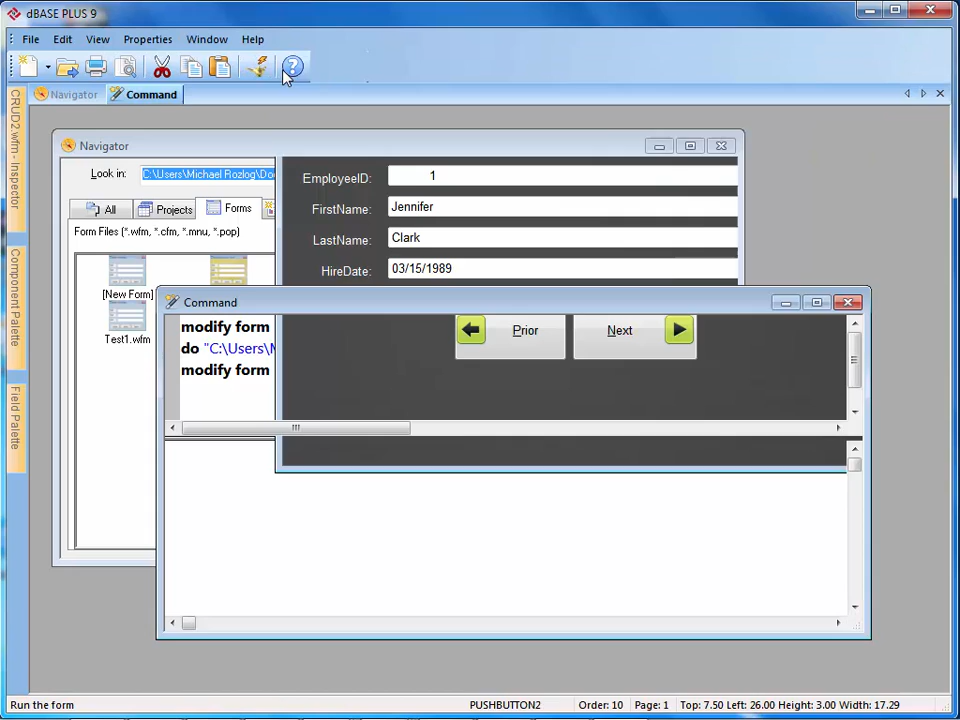 dBASE PLUS 9
File Edit View Properties Window Help
Navigator Command
CRUD2.wfm - Inspector
Component Palette
Field Palette
Navigator
Look in: C:\Users\Michael Rozlog\Do
All Projects Forms
Form Files (*.wfm, *.cfm, *.mnu, *.pop)
[New Form]
Test1.wfm
EmployeeID: 1
FirstName: Jennifer
LastName: Clark
HireDate: 03/15/1989
Command
modify form
do "C:\Users\M
modify form
Prior Next
Run the form PUSHBUTTON2 Order: 10 Page: 1 Top: 7.50 Left: 26.00 Height: 3.00 Width: 17.29